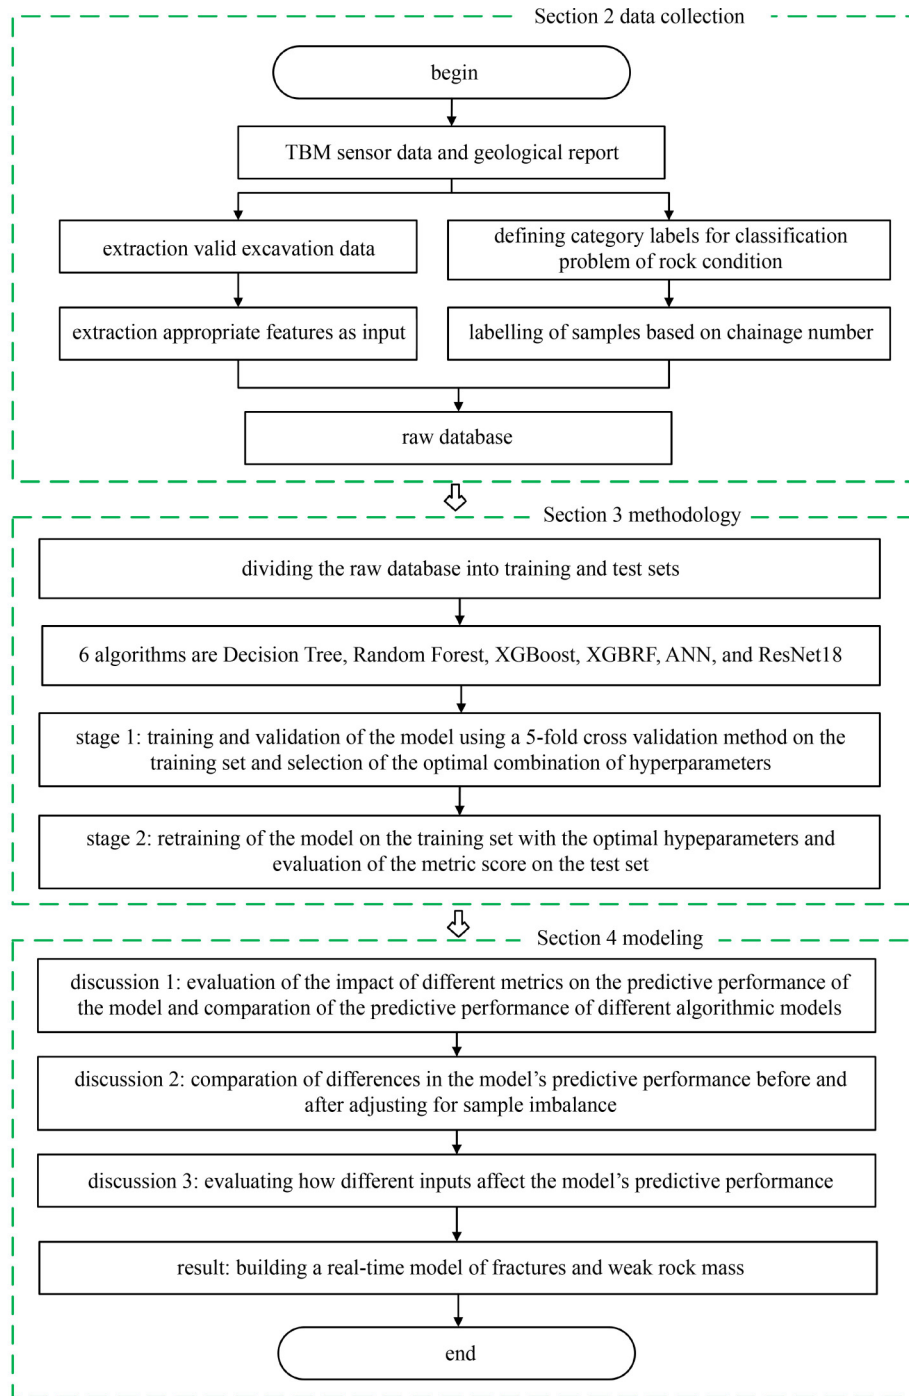 Section 2 data collection
begin
TBM sensor data and geological report
extraction valid excavation data
defining category labels for classification
problem of rock condition
extraction appropriate features as input
labelling of samples based on chainage number
raw database
Section 3 methodology
dividing the raw database into training and test sets
6 algorithms are Decision Tree, Random Forest, XGBoost, XGBRF, ANN, and ResNet18
stage 1: training and validation of the model using a 5-fold cross validation method on the
training set and selection of the optimal combination of hyperparameters
stage 2: retraining of the model on the training set with the optimal hypeparameters and
evaluation of the metric score on the test set
Section 4 modeling
discussion 1: evaluation of the impact of different metrics on the predictive performance of
the model and compartion of the predictive performance of different algorithmic models
discussion 2: compartion of differences in the model’s predictive performance before and
after adjusting for sample imbalance
discussion 3: evaluating how different inputs affect the model’s predictive performance
result: building a real-time model of fractures and weak rock mass
end